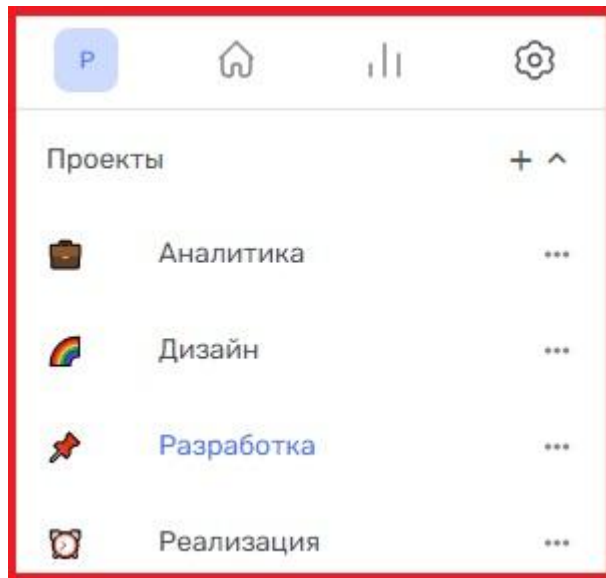 P
Проекты
Аналитика
Дизайн
Разработка
Реализация